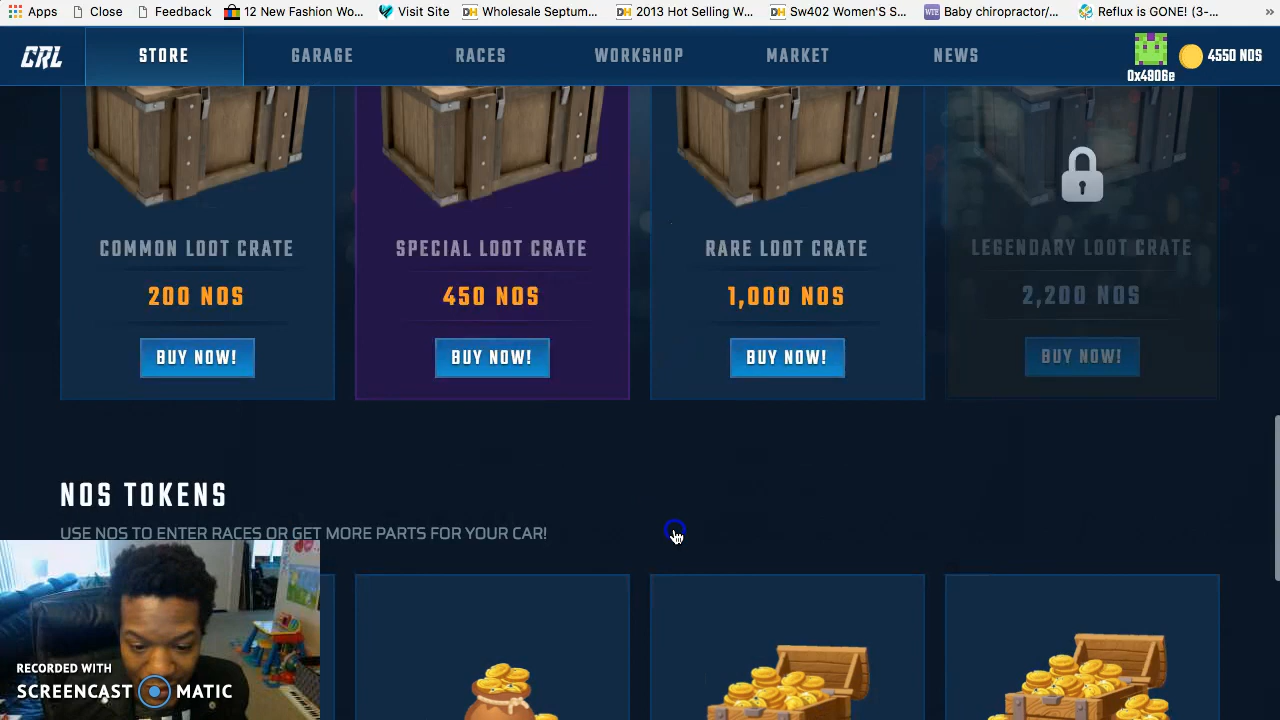 Apps Close Feedback 12 New Fashion Wo... Visit Site Wholesale Septum... 2013 Hot Selling W... Sw402 Women'S S... Baby chiropractor/... Reflux is GONE! (3-... »
CRL STORE GARAGE RACES WORKSHOP MARKET NEWS 0x4906e 4550 NOS
COMMON LOOT CRATE SPECIAL LOOT CRATE RARE LOOT CRATE LEGENDARY LOOT CRATE
200 NOS 450 NOS 1,000 NOS 2,200 NOS
BUY NOW! BUY NOW! BUY NOW! BUY NOW!
NOS TOKENS
USE NOS TO ENTER RACES OR GET MORE PARTS FOR YOUR CAR!
RECORDED WITH
SCREENCAST MATIC